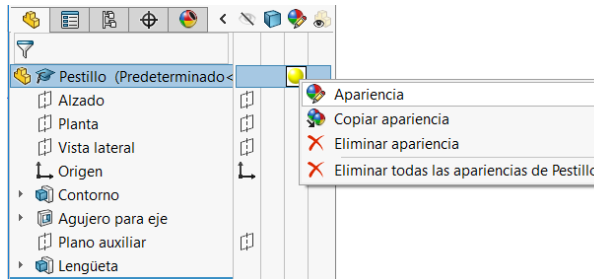 Pestillo (Predeterminado<
Alzado
Planta
Vista lateral
Origen
Contorno
Agujero para eje
Plano auxiliar
Lengüeta
Apariencia
Copiar apariencia
Eliminar apariencia
Eliminar todas las apariencias de Pestillo